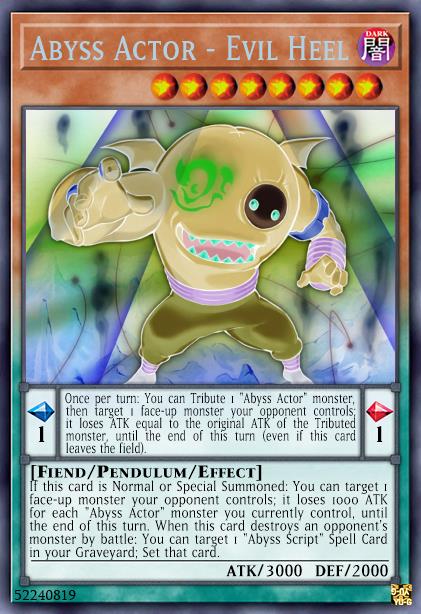 Abyss Actor - Evil Heel
DARK
闇
Once per turn: You can Tribute 1 "Abyss Actor" monster,
then target 1 face-up monster your opponent controls;
it loses ATK equal to the original ATK of the Tributed
monster, until the end of this turn (even if this card
leaves the field).
1
1
[Fiend/Pendulum/Effect]
If this card is Normal or Special Summoned: You can target 1
face-up monster your opponent controls; it loses 1000 ATK
for each "Abyss Actor" monster you currently control, until
the end of this turn. When this card destroys an opponent's
monster by battle: You can target 1 "Abyss Script" Spell Card
in your Graveyard; Set that card.
ATK/3000 DEF/2000
52240819